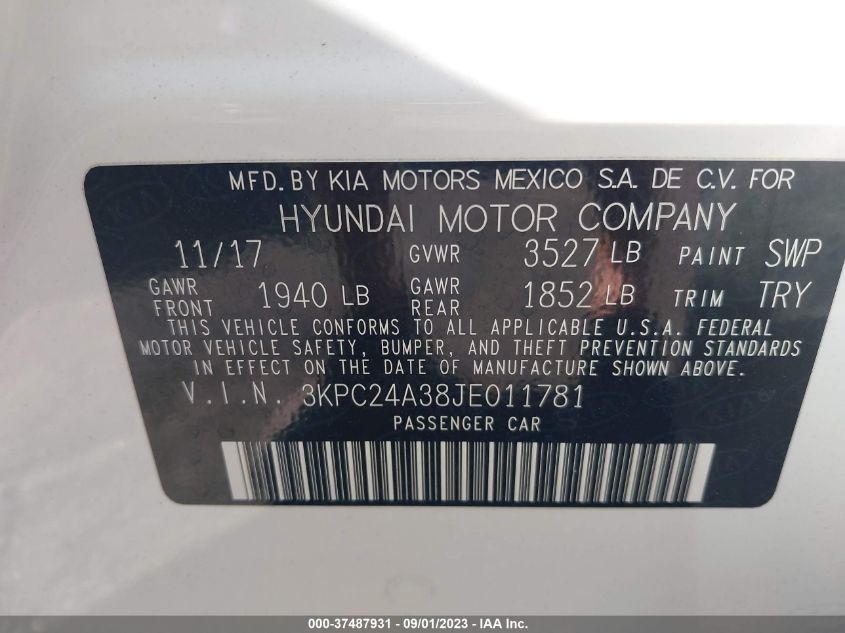 MFD. BY KIA MOTORS MEXICO S.A. DE C.V. FOR
HYUNDAI MOTOR COMPANY
11/17 GVWR 3527 LB PAINT SWP
GAWR FRONT 1940 LB GAWR REAR 1852 LB TRIM TRY
THIS VEHICLE CONFORMS TO ALL APPLICABLE U.S.A. FEDERAL
MOTOR VEHICLE SAFETY, BUMPER, AND THEFT PREVENTION STANDARDS
IN EFFECT ON THE DATE OF MANUFACTURE SHOWN ABOVE.
V.I.N. 3KPC24A38JE011781
PASSENGER CAR
000-37487931 - 09/01/2023 - IAA Inc.